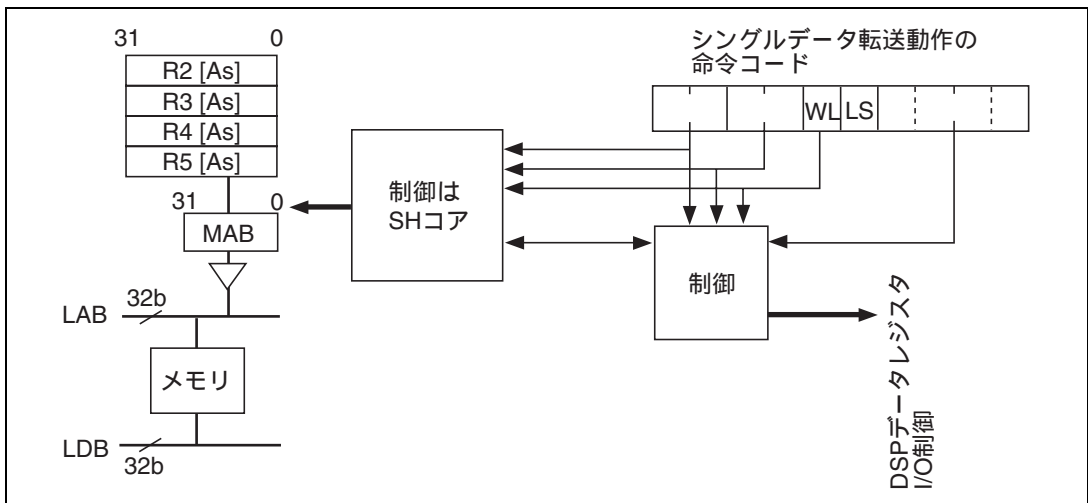 31 0
R2 [As]
R3 [As]
R4 [As]
R5 [As]
31 0
MAB
LAB 32b
メモリ
LDB 32b
制御は
SHコア
シングルデータ転送動作の
命令コード
WL LS
制御
DSPデータレジスタ
I/O制御